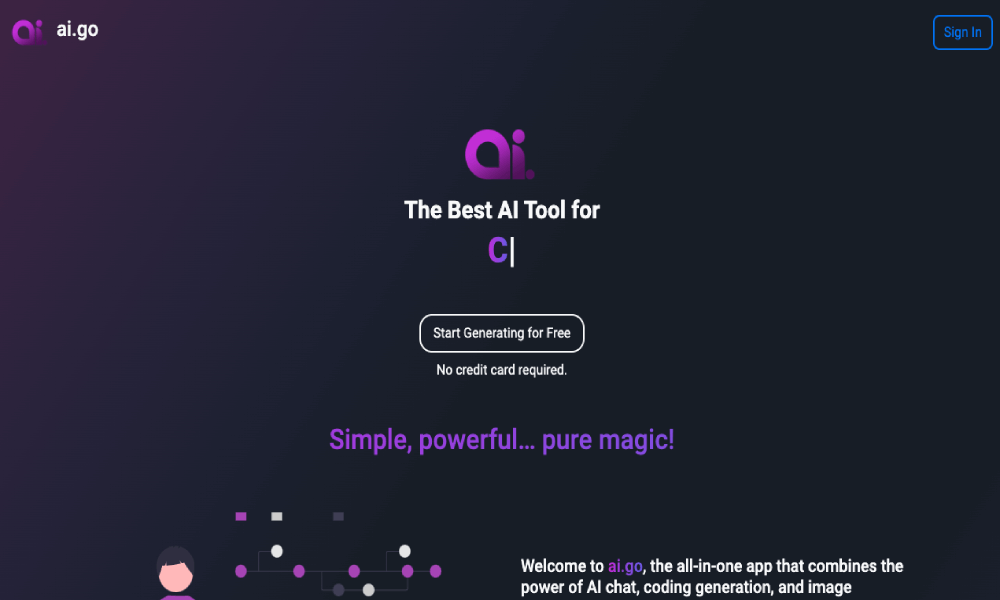 ai ai.go
Sign In
ai.
The Best AI Tool for
C
Start Generating for Free
No credit card required.
Simple, powerful... pure magic!
Welcome to ai.go, the all-in-one app that combines the
power of AI chat, coding generation, and image